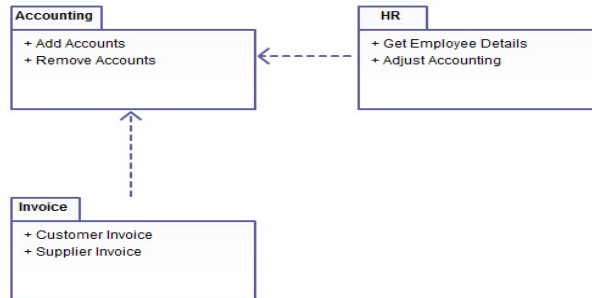 Accounting
+ Add Accounts
+ Remove Accounts
HR
+ Get Employee Details
+ Adjust Accounting
Invoice
+ Customer Invoice
+ Supplier Invoice